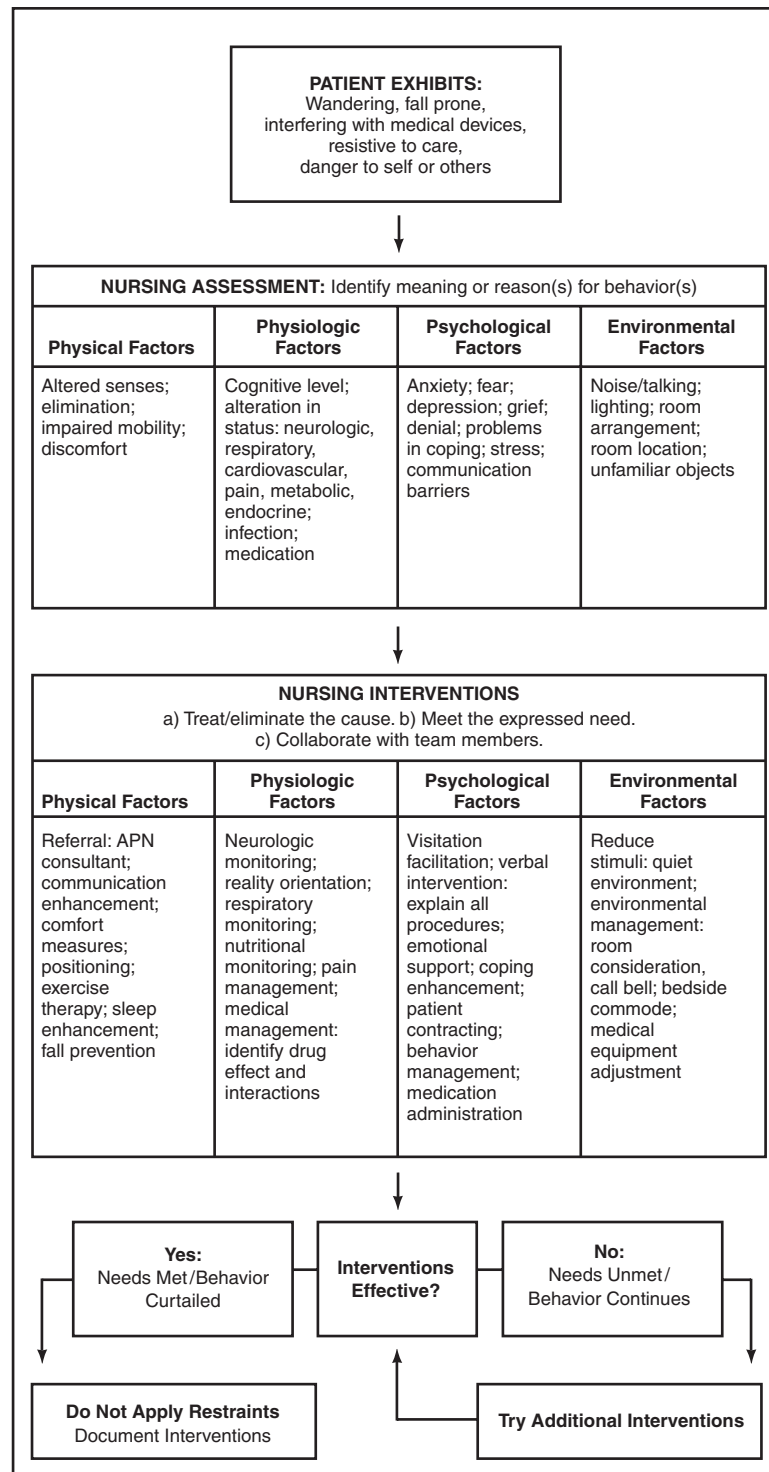 PATIENT EXHIBITS:
Wandering, fall prone,
interfering with medical devices,
resistive to care,
danger to self or others
NURSING ASSESSMENT: Identify meaning or reason(s) for behavior(s)
Physical Factors
Physiologic
Factors
Psychological
Factors
Environmental
Factors
Altered senses;
elimination;
impaired mobility;
discomfort
Cognitive level;
alteration in
status: neurologic,
respiratory,
cardiovascular,
pain, metabolic,
endocrine;
infection;
medication
Anxiety; fear;
depression; grief;
denial; problems
in coping; stress;
communication
barriers
Noise/talking;
lighting; room
arrangement;
room location;
unfamiliar objects
NURSING INTERVENTIONS
a) Treat/eliminate the cause. b) Meet the expressed need.
c) Collaborate with team members.
Physical Factors
Physiologic
Factors
Psychological
Factors
Environmental
Factors
Referral: APN
consultant;
communication
enhancement;
comfort
measures;
positioning;
exercise
therapy; sleep
enhancement;
fall prevention
Neurologic
monitoring;
reality orientation;
respiratory
monitoring;
nutritional
monitoring; pain
management;
medical
management:
identify drug
effect and
interactions
Visitation
facilitation; verbal
intervention:
explain all
procedures;
emotional
support; coping
enhancement;
patient
contracting;
behavior
management;
medication
administration
Reduce
stimuli: quiet
environment;
environmental
management:
room
consideration,
call bell; bedside
commode;
medical
equipment
adjustment
Yes:
Needs Met/Behavior
Curtailed
Interventions
Effective?
No:
Needs Unmet/
Behavior Continues
Do Not Apply Restraints
Document Interventions
Try Additional Interventions